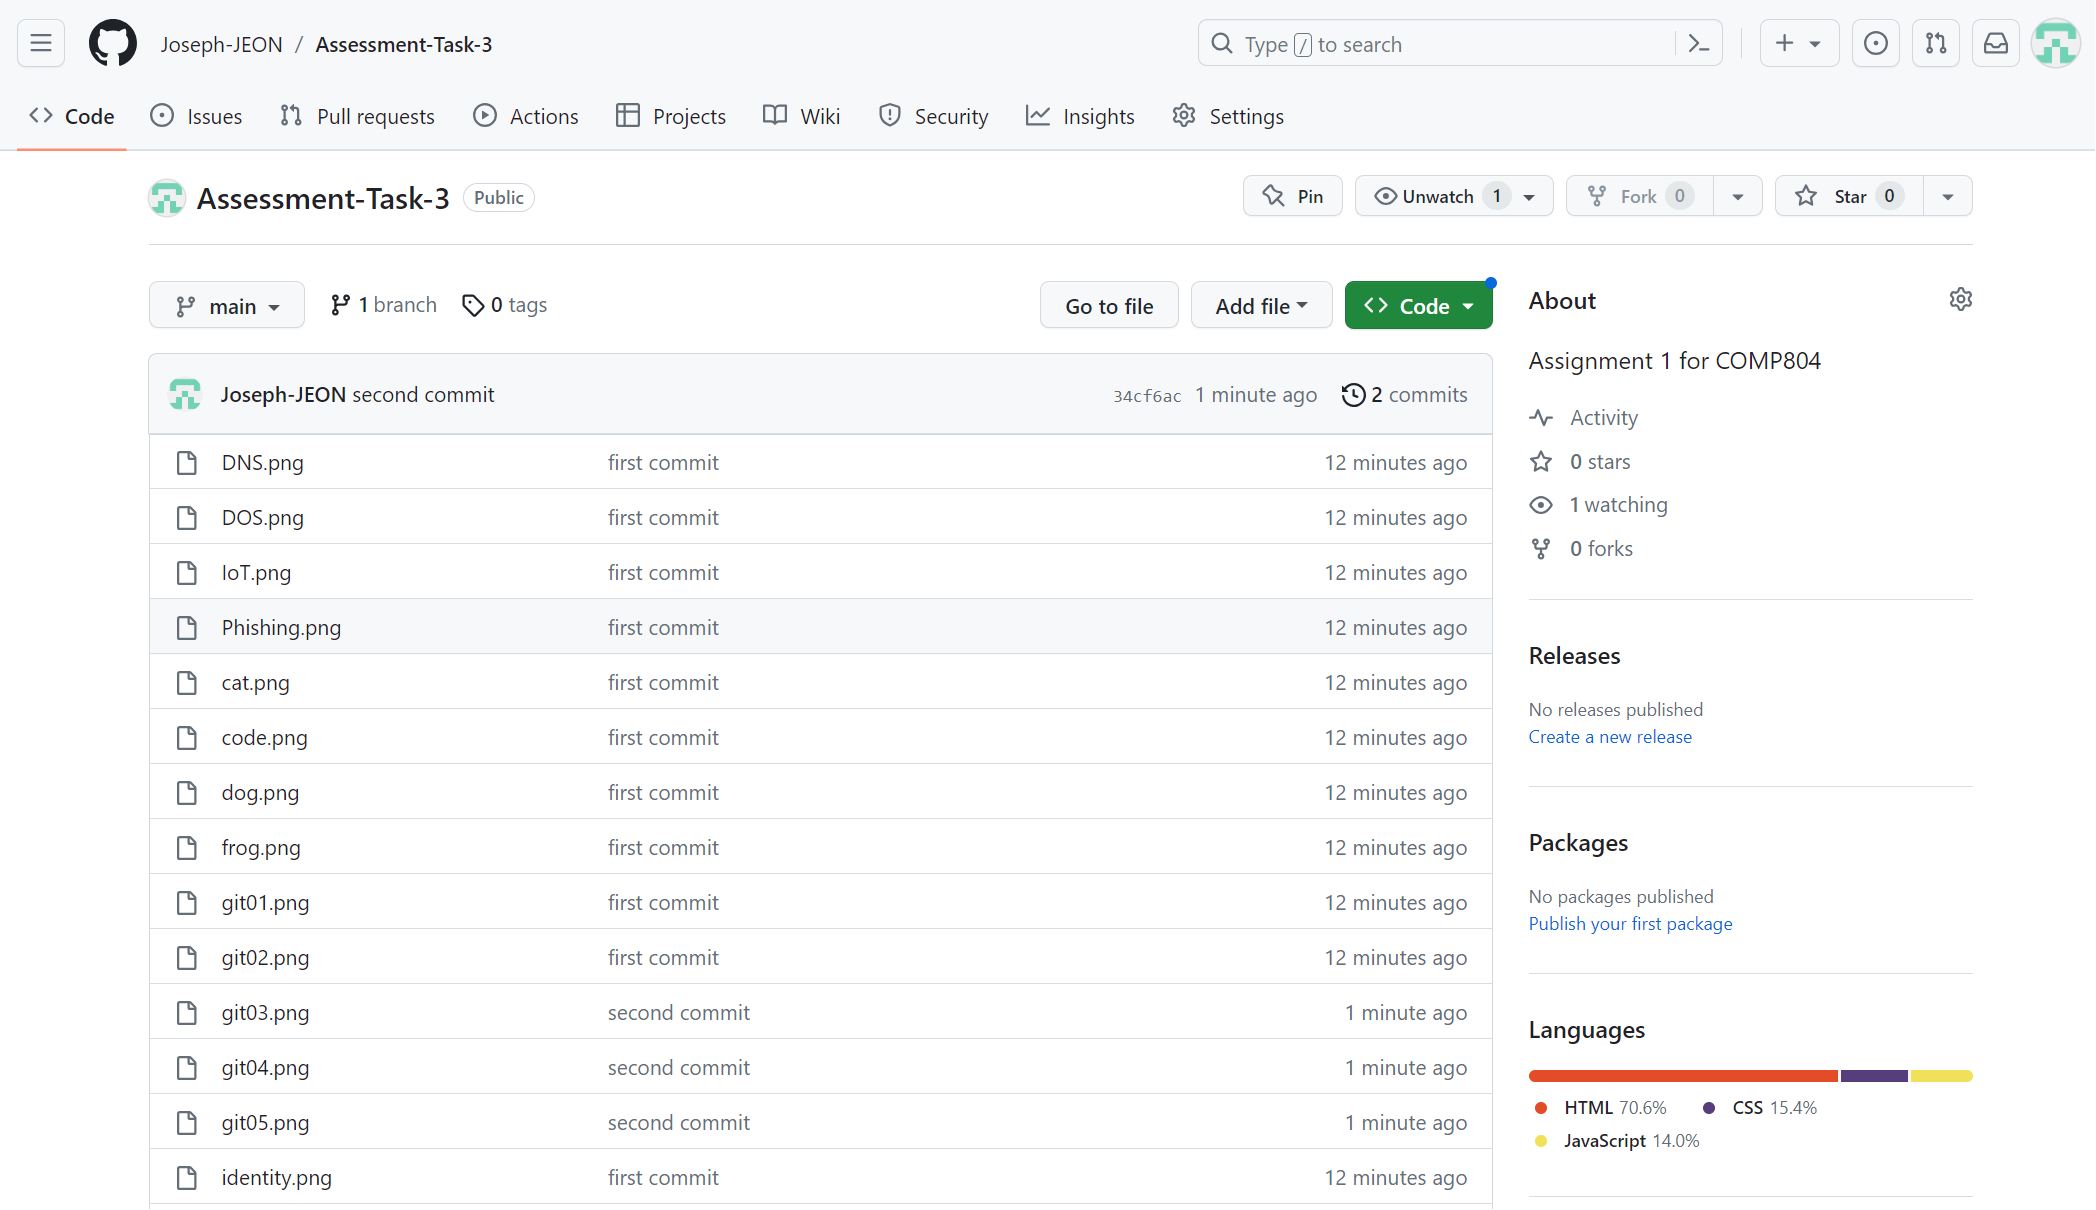 Joseph-JEON / Assessment-Task-3
Type / to search
Code Issues Pull requests Actions Projects Wiki Security Insights Settings
Assessment-Task-3 Public
Pin Unwatch 1 Fork 0 Star 0
main 1 branch 0 tags
Go to file Add file Code
Joseph-JEON second commit 34cf6ac 1 minute ago 2 commits
DNS.png first commit 12 minutes ago
DOS.png first commit 12 minutes ago
IoT.png first commit 12 minutes ago
Phishing.png first commit 12 minutes ago
cat.png first commit 12 minutes ago
code.png first commit 12 minutes ago
dog.png first commit 12 minutes ago
frog.png first commit 12 minutes ago
git01.png first commit 12 minutes ago
git02.png first commit 12 minutes ago
git03.png second commit 1 minute ago
git04.png second commit 1 minute ago
git05.png second commit 1 minute ago
identity.png first commit 12 minutes ago
About
Assignment 1 for COMP804
Activity
0 stars
1 watching
0 forks
Releases
No releases published
Create a new release
Packages
No packages published
Publish your first package
Languages
HTML 70.6% CSS 15.4%
JavaScript 14.0%